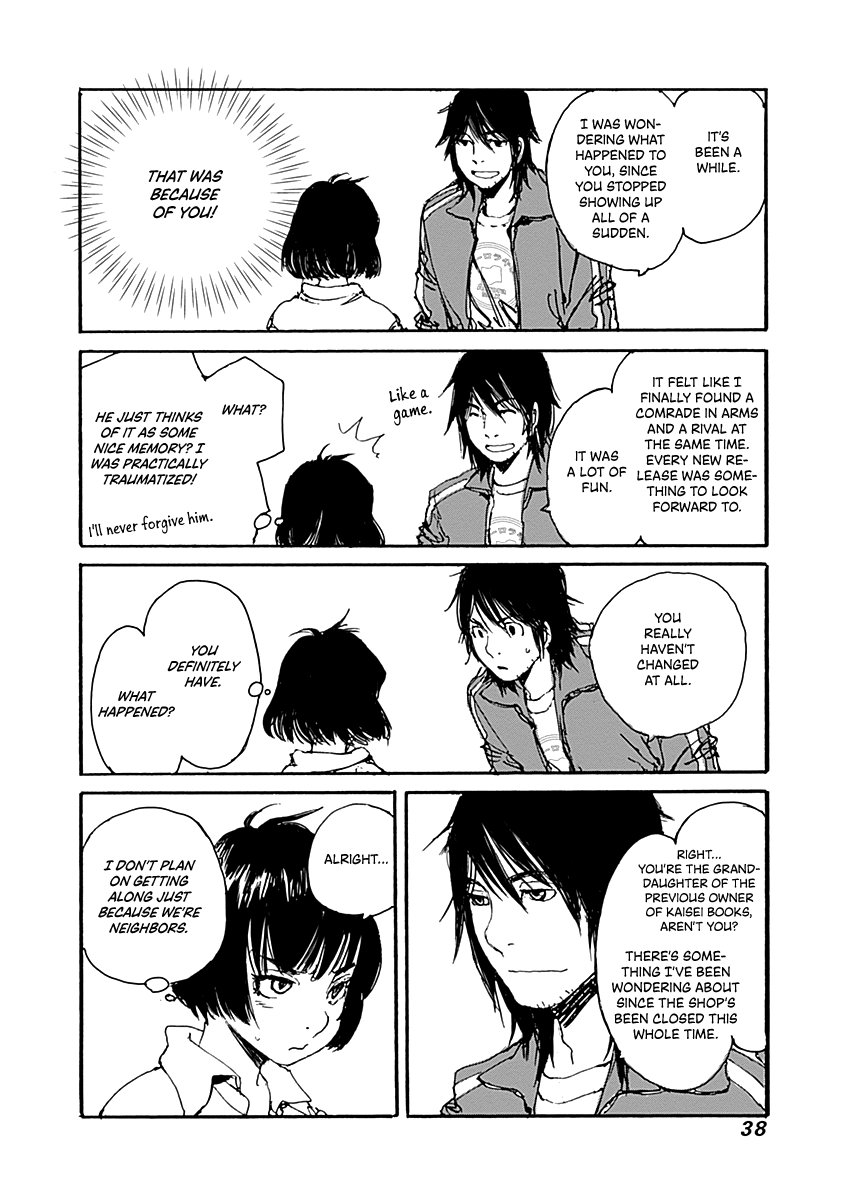 IT'S
BEEN A
WHILE.
I WAS WON-
DERING WHAT
HAPPENED TO
YOU, SINCE
YOU STOPPED
SHOWING UP
ALL OF A
SUDDEN.
THAT WAS
BECAUSE
OF YOU!
IT FELT LIKE I
FINALLY FOUND A
COMRADE IN ARMS
AND A RIVAL AT
THE SAME TIME.
EVERY NEW RE-
LEASE WAS SOME-
THING TO LOOK
FORWARD TO.
IT WAS
A LOT OF
FUN.
Like a
game.
WHAT?
HE JUST THINKS
OF IT AS SOME
NICE MEMORY? I
WAS PRACTICALLY
TRAUMATIZED!
I'll never forgive him.
YOU
REALLY
HAVEN'T
CHANGED
AT ALL.
YOU
DEFINITELY
HAVE.
WHAT
HAPPENED?
RIGHT...
YOU'RE THE GRAND-
DAUGHTER OF THE
PREVIOUS OWNER
OF KAISEI BOOKS,
AREN'T YOU?
THERE'S SOME-
THING I'VE BEEN
WONDERING ABOUT
SINCE THE SHOP'S
BEEN CLOSED THIS
WHOLE TIME.
ALRIGHT...
I DON'T PLAN
ON GETTING
ALONG JUST
BECAUSE WE'RE
NEIGHBORS.
38